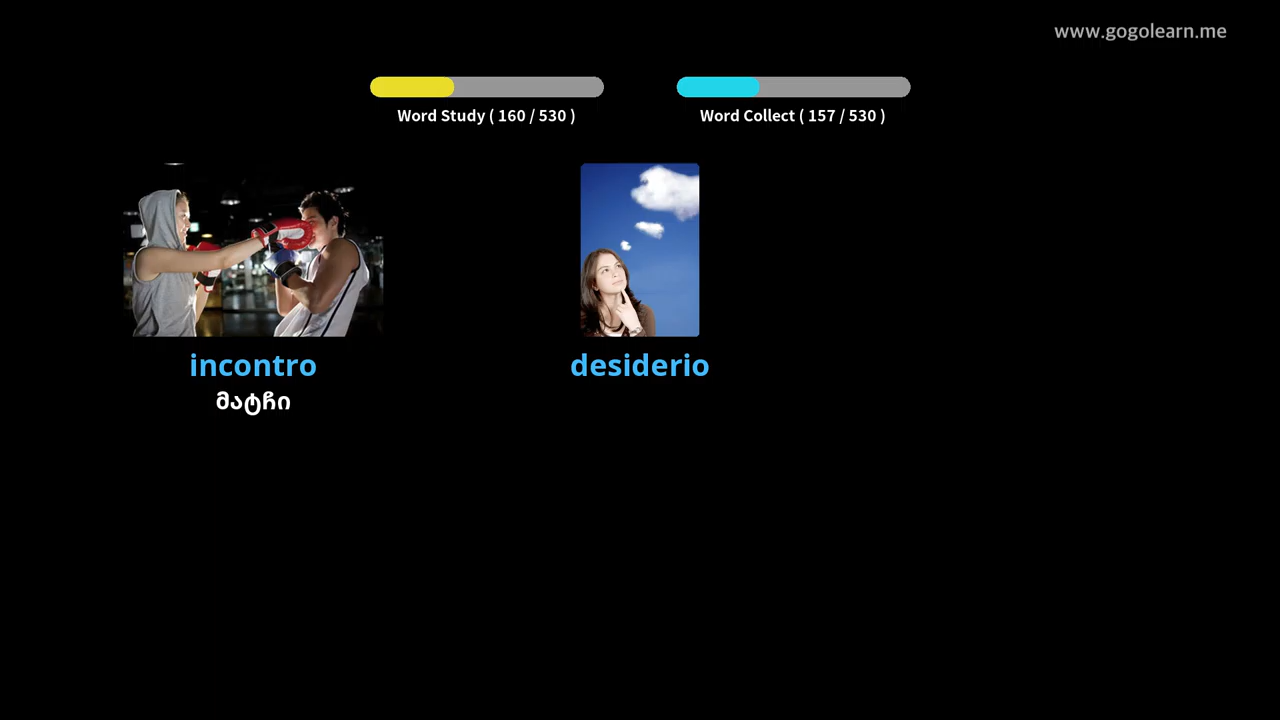 www.gogolearn.me
Word Study ( 160 / 530 )
Word Collect ( 157 / 530 )
incontro
desiderio
მატჩი